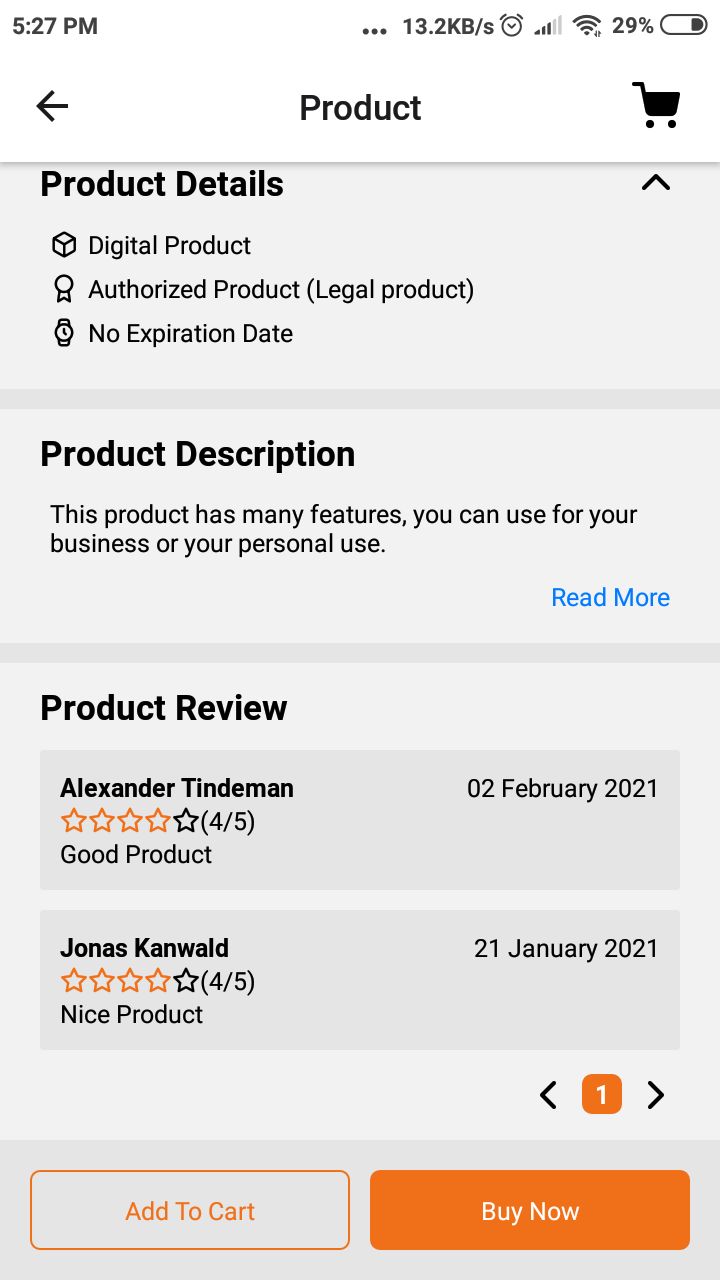 5:27 PM ... 13.2KB/s 29%
Product
Product Details
Digital Product
Authorized Product (Legal product)
No Expiration Date
Product Description
This product has many features, you can use for your
business or your personal use.
Read More
Product Review
Alexander Tindeman 02 February 2021
(4/5)
Good Product
Jonas Kanwald 21 January 2021
(4/5)
Nice Product
1
Add To Cart Buy Now